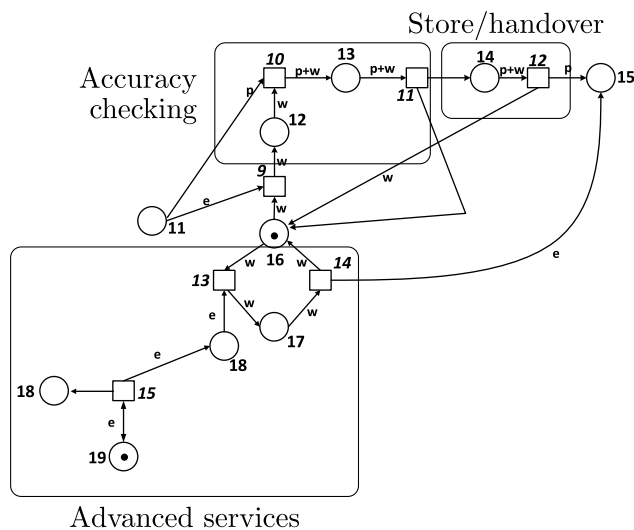 Store/handover
10
13
14
12
p+w
p+w
p+w
p
15
11
Accuracy
checking
p
w
12
w
9
w
e
w
11
16
w
w
13
14
e
w
w
e
17
e
18
18
15
e
19
Advanced services